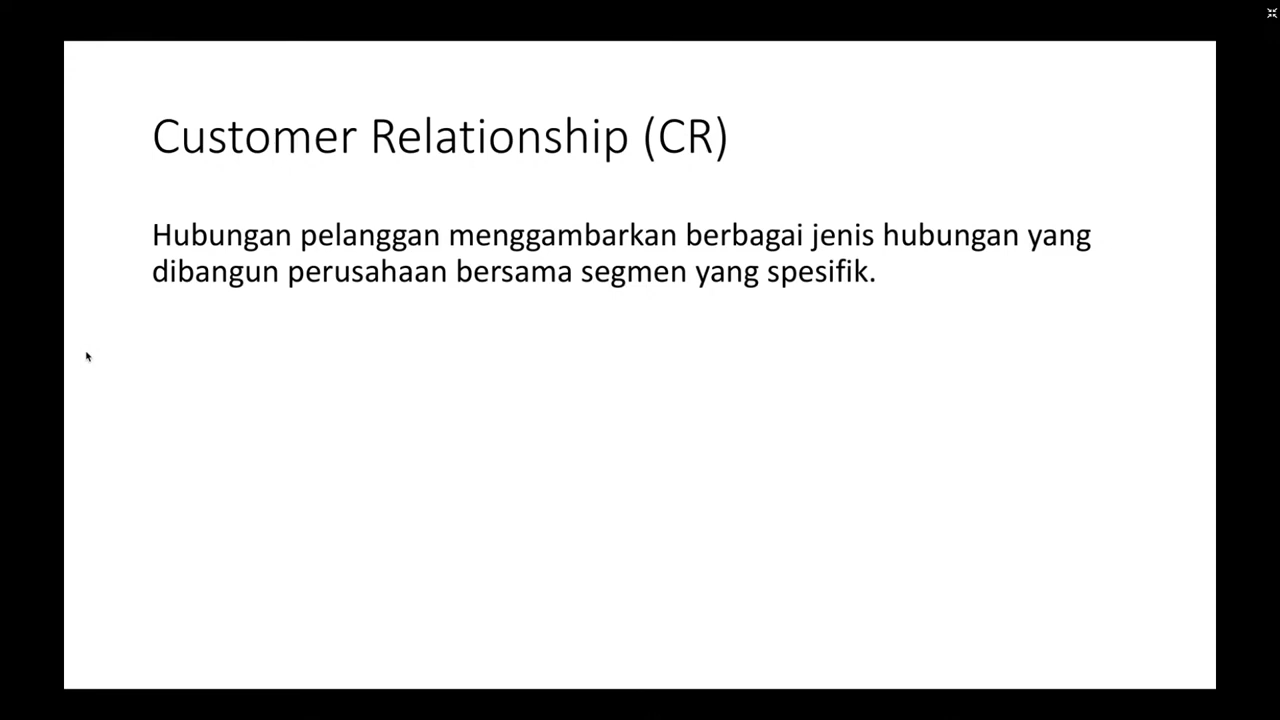 Customer Relationship (CR)
Hubungan pelanggan menggambarkan berbagai jenis hubungan yang
dibangun perusahaan bersama segmen yang spesifik.